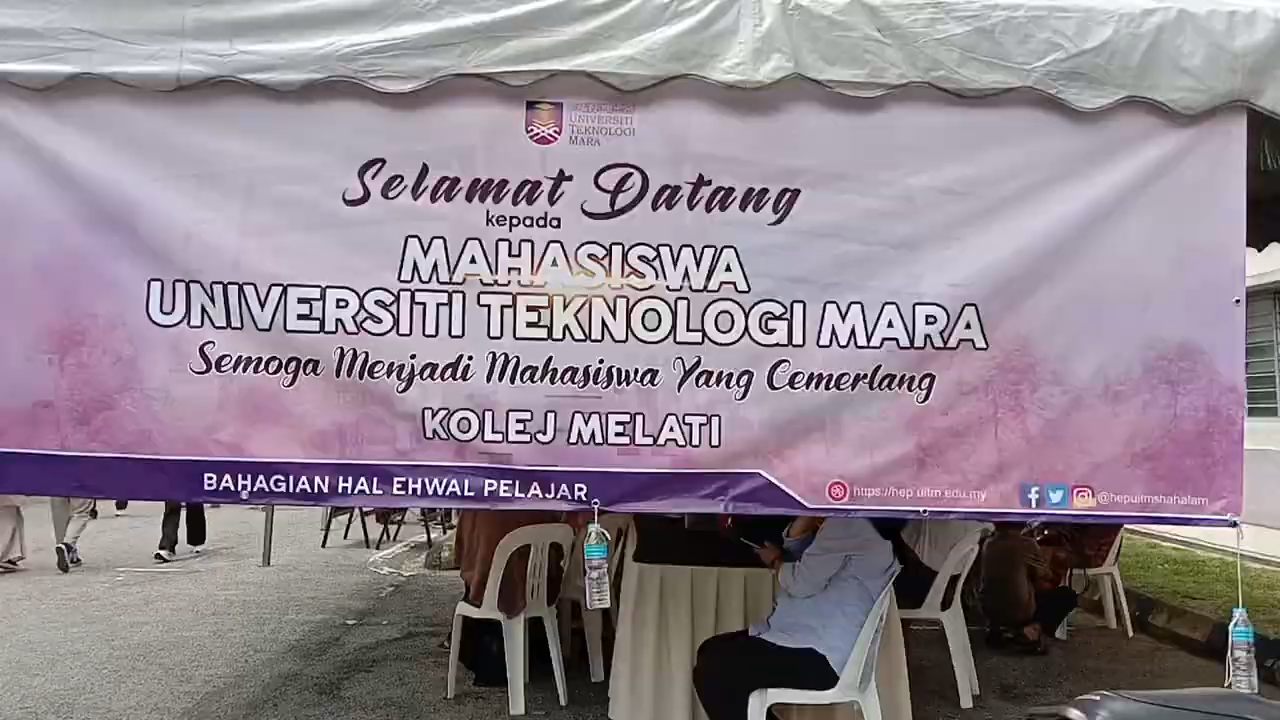 UNIVERSITI
TEKNOLOGI
MARA
Selamat Datang
kepada
MAHASISWA
UNIVERSITI TEKNOLOGI MARA
Semoga Menjadi Mahasiswa Yang Cemerlang
KOLEJ MELATI
BAHAGIAN HAL EHWAL PELAJAR
https://hep.uitm.edu.my
@hepuitmshahalam